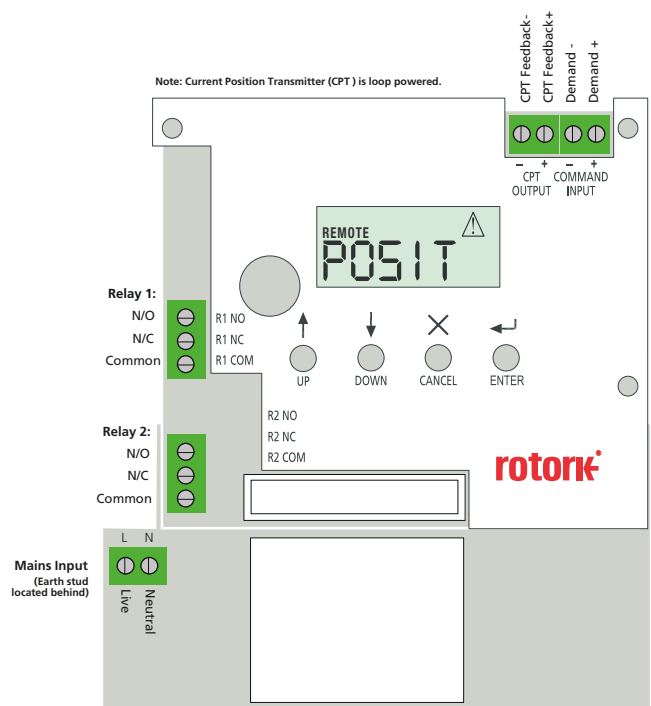 CPT Feedback-
CPT Feedback+
Demand -
Demand +
Note: Current Position Transmitter (CPT ) is loop powered.
– + – +
CPT OUTPUT
COMMAND INPUT
REMOTE
POSIT
Relay 1:
N/O R1 NO
N/C R1 NC
Common R1 COM
UP DOWN CANCEL ENTER
R2 NO
R2 NC
R2 COM
Relay 2:
N/O
N/C
Common
rotork
L N
Mains Input
(Earth stud
located behind)
Live
Neutral